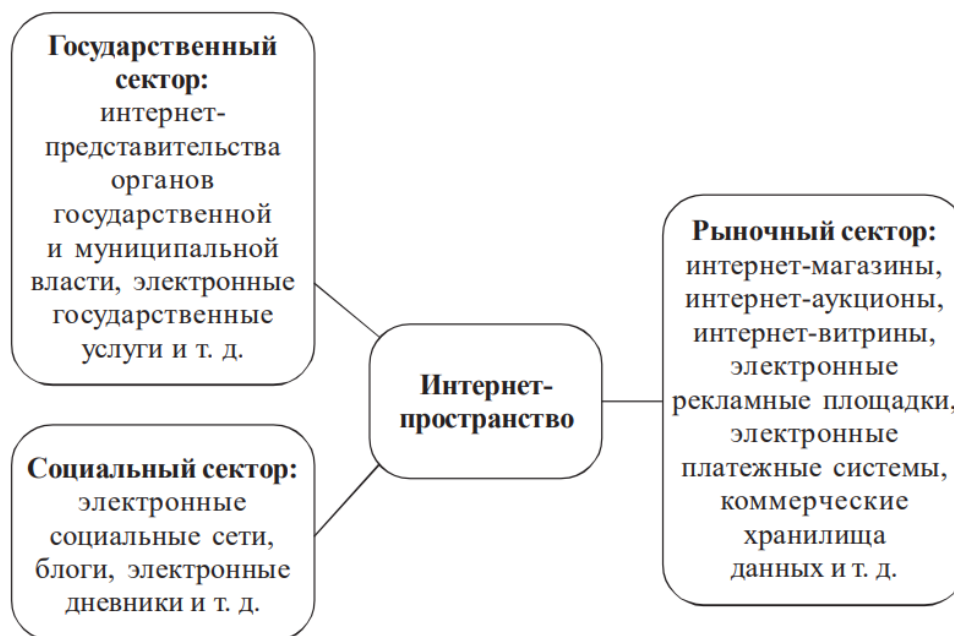 Государственный
сектор:
интернет-
представительства
органов
государственной
и муниципальной
власти, электронные
государственные
услуги и т. д.
Социальный сектор:
электронные
социальные сети,
блоги, электронные
дневники и т. д.
Интернет-
пространство
Рыночный сектор:
интернет-магазины,
интернет-аукционы,
интернет-витрины,
электронные
рекламные площадки,
электронные
платежные системы,
коммерческие
хранилища
данных и т. д.